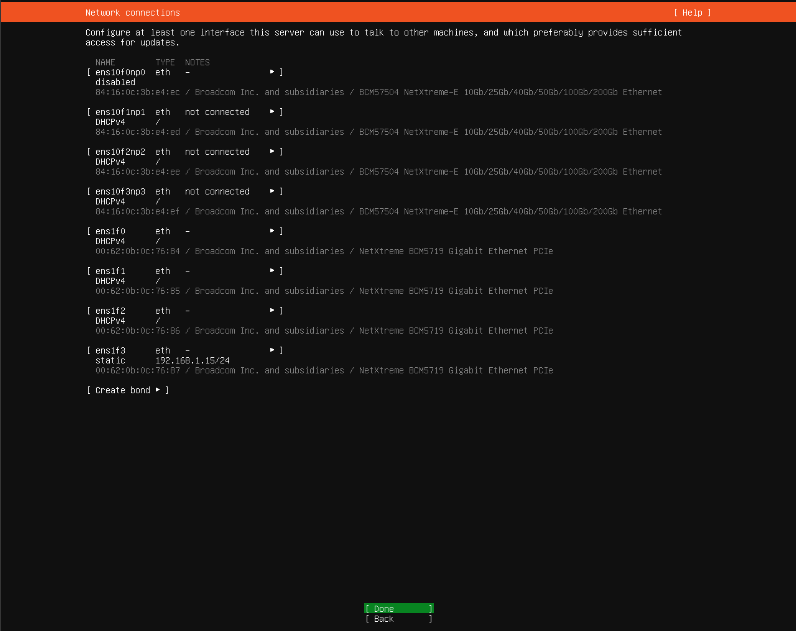 Network connections [ Help ]
Configure at least one interface this server can use to talk to other machines, and which preferably provides sufficient
access for updates.
NAME TYPE NOTES
[ ens10f0np0 eth - ▸ ]
disabled
84:16:0c:3b:e4:ec / Broadcom Inc. and subsidiaries / BCM57504 NetXtreme-E 10Gb/25Gb/40Gb/50Gb/100Gb/200Gb Ethernet
[ ens10f1np1 eth not connected ▸ ]
DHCPv4 /
84:16:0c:3b:e4:ed / Broadcom Inc. and subsidiaries / BCM57504 NetXtreme-E 10Gb/25Gb/40Gb/50Gb/100Gb/200Gb Ethernet
[ ens10f2np2 eth not connected ▸ ]
DHCPv4 /
84:16:0c:3b:e4:ee / Broadcom Inc. and subsidiaries / BCM57504 NetXtreme-E 10Gb/25Gb/40Gb/50Gb/100Gb/200Gb Ethernet
[ ens10f3np3 eth not connected ▸ ]
DHCPv4 /
84:16:0c:3b:e4:ef / Broadcom Inc. and subsidiaries / BCM57504 NetXtreme-E 10Gb/25Gb/40Gb/50Gb/100Gb/200Gb Ethernet
[ ens1f0 eth - ▸ ]
DHCPv4 /
00:62:0b:0c:76:84 / Broadcom Inc. and subsidiaries / NetXtreme BCM5719 Gigabit Ethernet PCIe
[ ens1f1 eth - ▸ ]
DHCPv4 /
00:62:0b:0c:76:85 / Broadcom Inc. and subsidiaries / NetXtreme BCM5719 Gigabit Ethernet PCIe
[ ens1f2 eth - ▸ ]
DHCPv4 /
00:62:0b:0c:76:86 / Broadcom Inc. and subsidiaries / NetXtreme BCM5719 Gigabit Ethernet PCIe
[ ens1f3 eth - ▸ ]
static 192.168.1.15/24
00:62:0b:0c:76:87 / Broadcom Inc. and subsidiaries / NetXtreme BCM5719 Gigabit Ethernet PCIe
[ Create bond ▸ ]
[ Done ]
[ Back ]